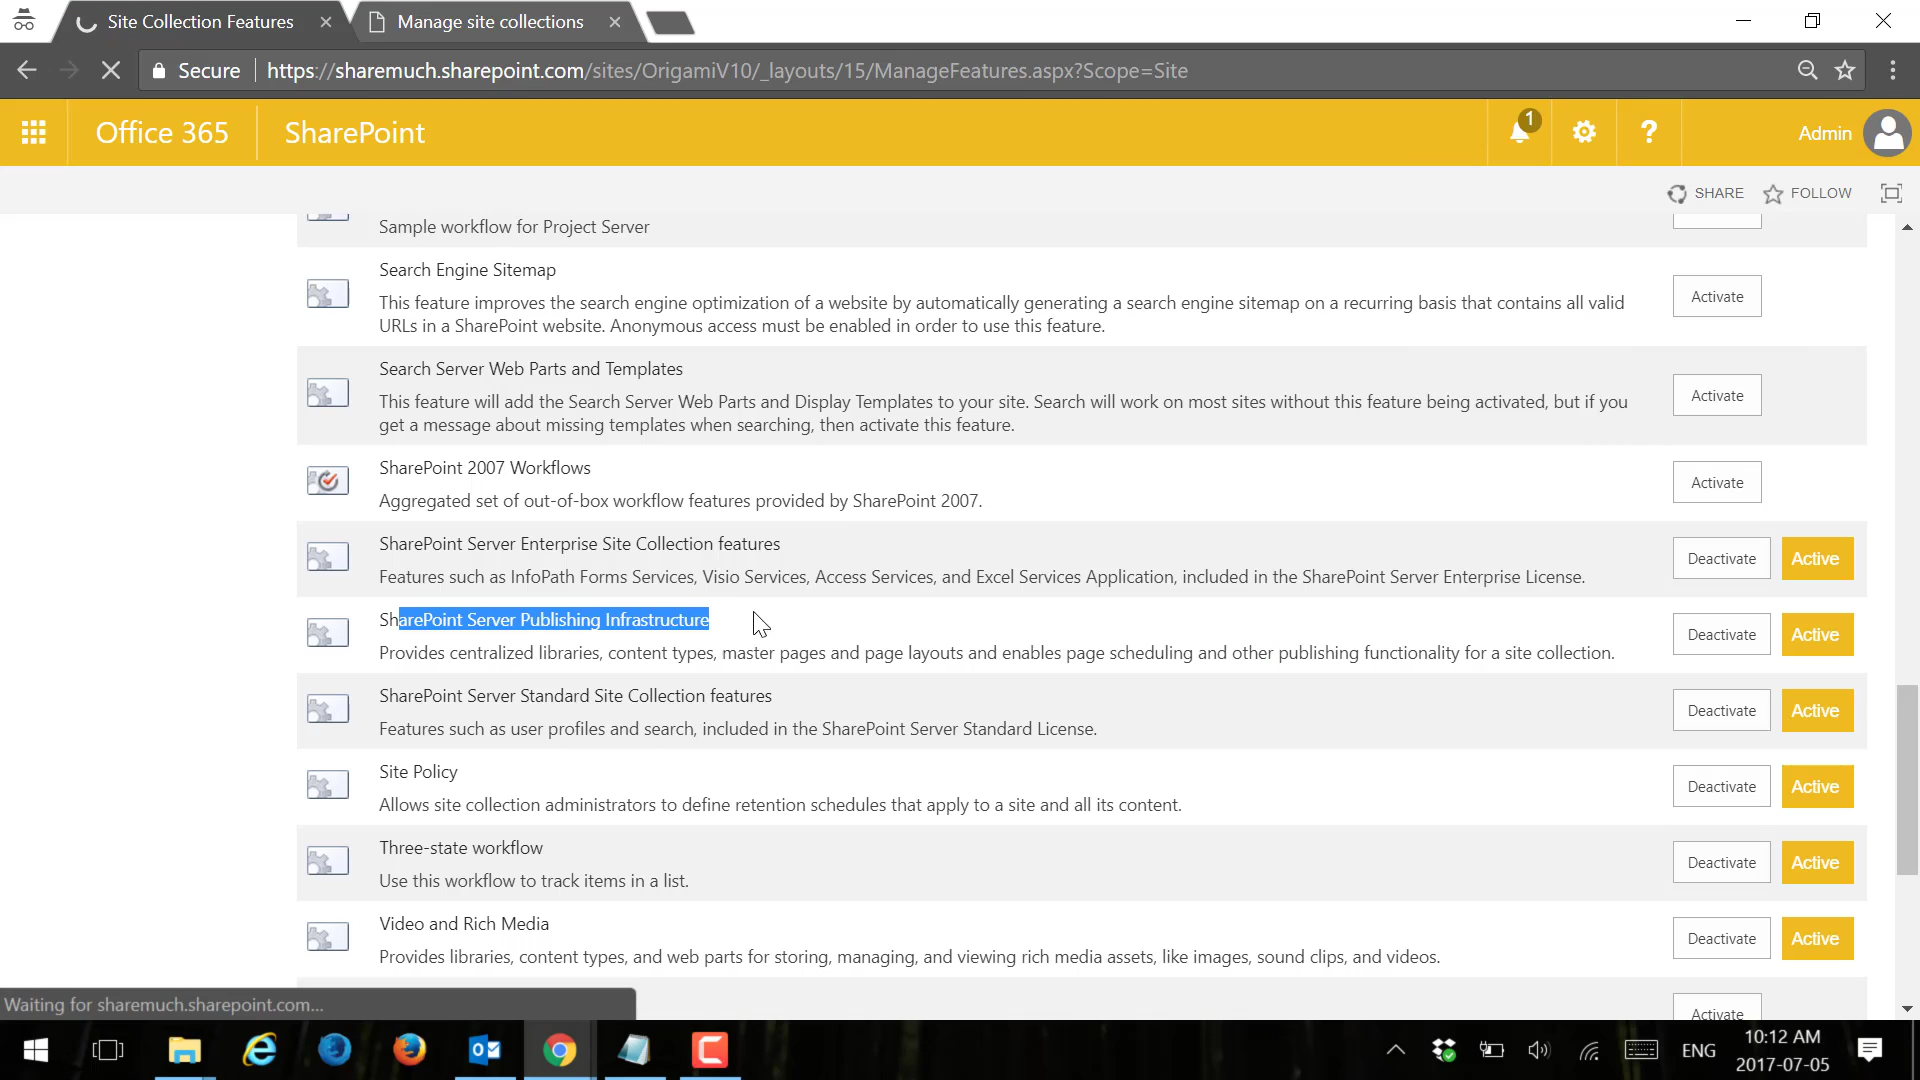 Site Collection Features
Manage site collections
Secure
https://sharemuch.sharepoint.com/sites/OrigamiV10/_layouts/15/ManageFeatures.aspx?Scope=Site
Office 365
SharePoint
1
?
Admin
SHARE
FOLLOW
Sample workflow for Project Server
Search Engine Sitemap
This feature improves the search engine optimization of a website by automatically generating a search engine sitemap on a recurring basis that contains all valid
URLs in a SharePoint website. Anonymous access must be enabled in order to use this feature.
Activate
Search Server Web Parts and Templates
This feature will add the Search Server Web Parts and Display Templates to your site. Search will work on most sites without this feature being activated, but if you
get a message about missing templates when searching, then activate this feature.
Activate
SharePoint 2007 Workflows
Aggregated set of out-of-box workflow features provided by SharePoint 2007.
Activate
SharePoint Server Enterprise Site Collection features
Features such as InfoPath Forms Services, Visio Services, Access Services, and Excel Services Application, included in the SharePoint Server Enterprise License.
Deactivate
Active
SharePoint Server Publishing Infrastructure
Provides centralized libraries, content types, master pages and page layouts and enables page scheduling and other publishing functionality for a site collection.
Deactivate
Active
SharePoint Server Standard Site Collection features
Features such as user profiles and search, included in the SharePoint Server Standard License.
Deactivate
Active
Site Policy
Allows site collection administrators to define retention schedules that apply to a site and all its content.
Deactivate
Active
Three-state workflow
Use this workflow to track items in a list.
Deactivate
Active
Video and Rich Media
Provides libraries, content types, and web parts for storing, managing, and viewing rich media assets, like images, sound clips, and videos.
Deactivate
Active
Activate
Waiting for sharemuch.sharepoint.com...
ENG
10:12 AM
2017-07-05